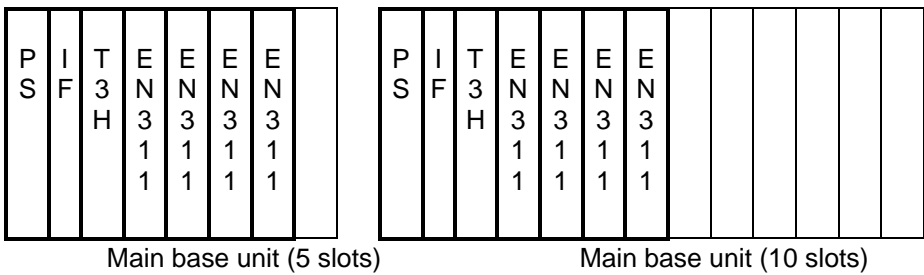 PS
IF
T3H
EN311
EN311
EN311
EN311
PS
IF
T3H
EN311
EN311
EN311
EN311
Main base unit (5 slots)
Main base unit (10 slots)